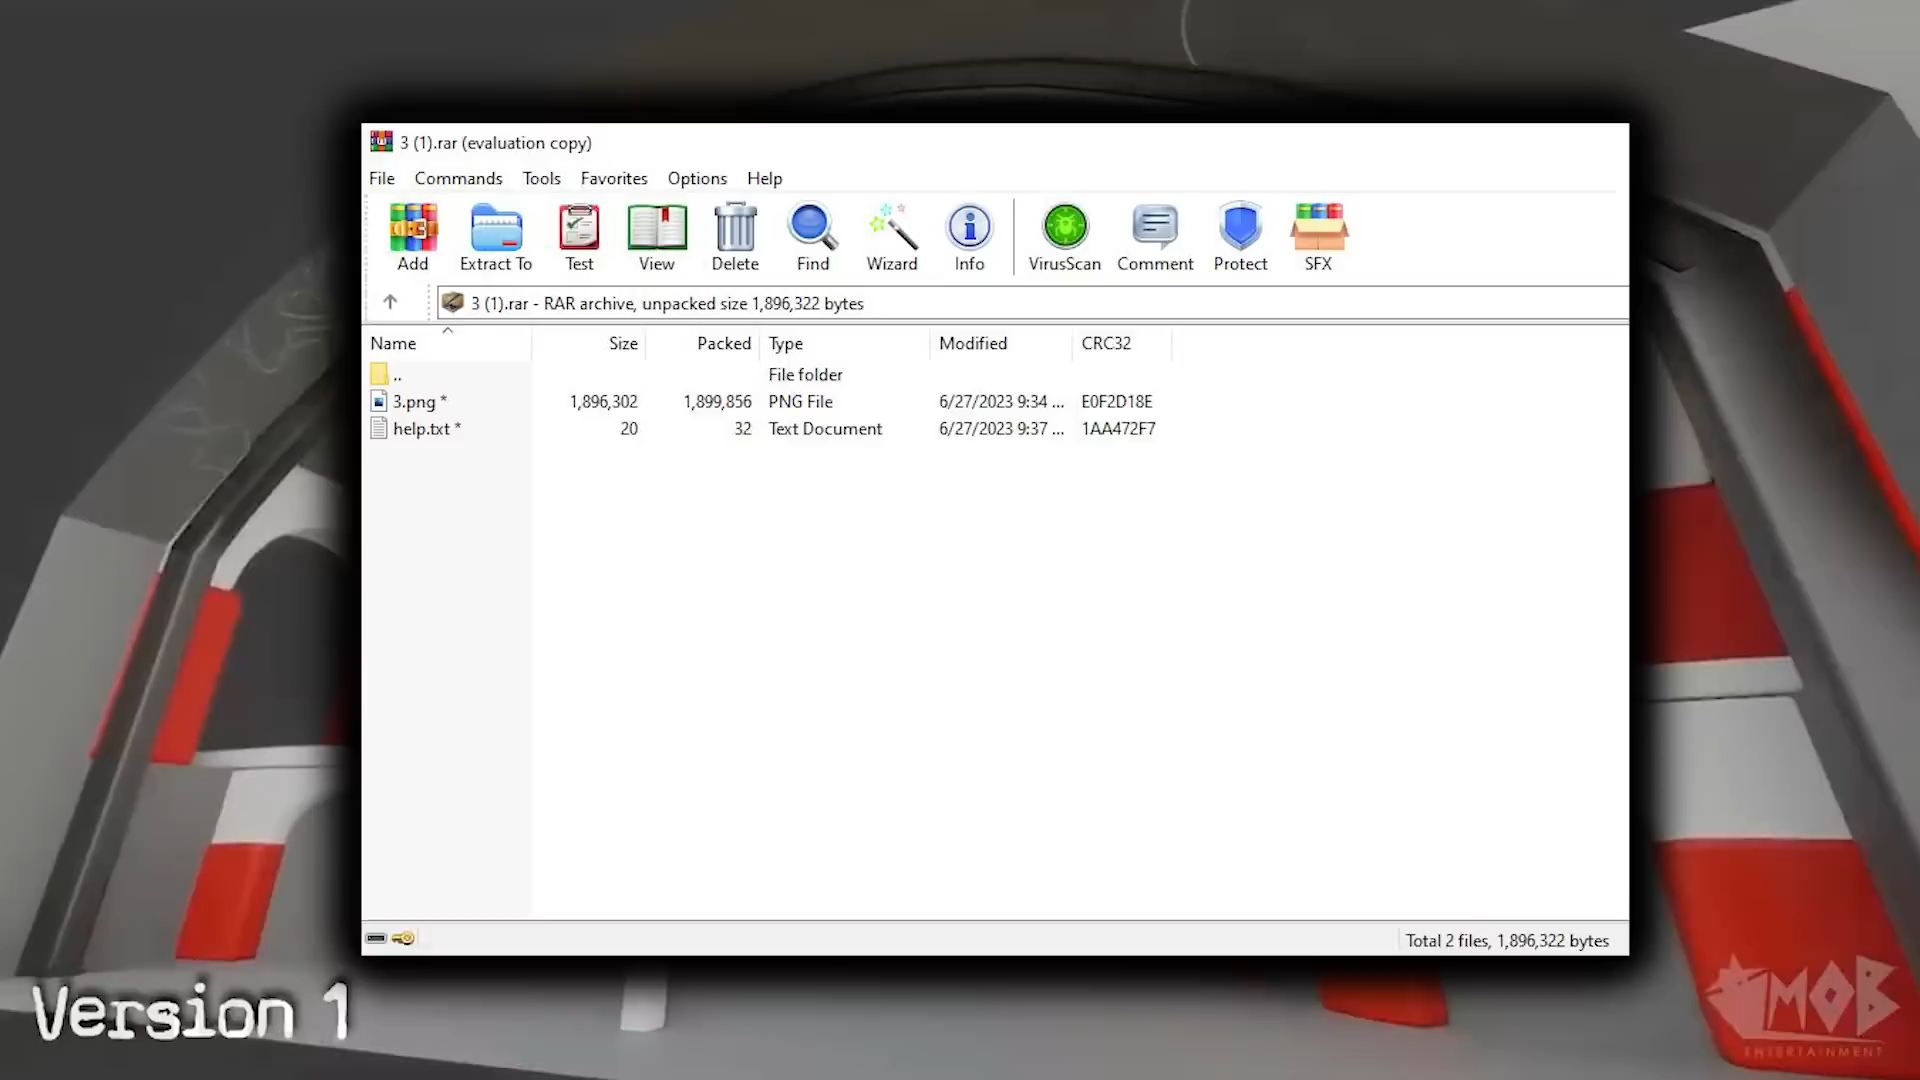 3 (1).rar (evaluation copy)
File Commands Tools Favorites Options Help
Add Extract To Test View Delete Find Wizard Info VirusScan Comment Protect SFX
3 (1).rar - RAR archive, unpacked size 1,896,322 bytes
Name Size Packed Type Modified CRC32
.. File folder
3.png * 1,896,302 1,899,856 PNG File 6/27/2023 9:34 ... E0F2D18E
help.txt * 20 32 Text Document 6/27/2023 9:37 ... 1AA472F7
Total 2 files, 1,896,322 bytes
Version 1
MOB
ENTERTAINMENT